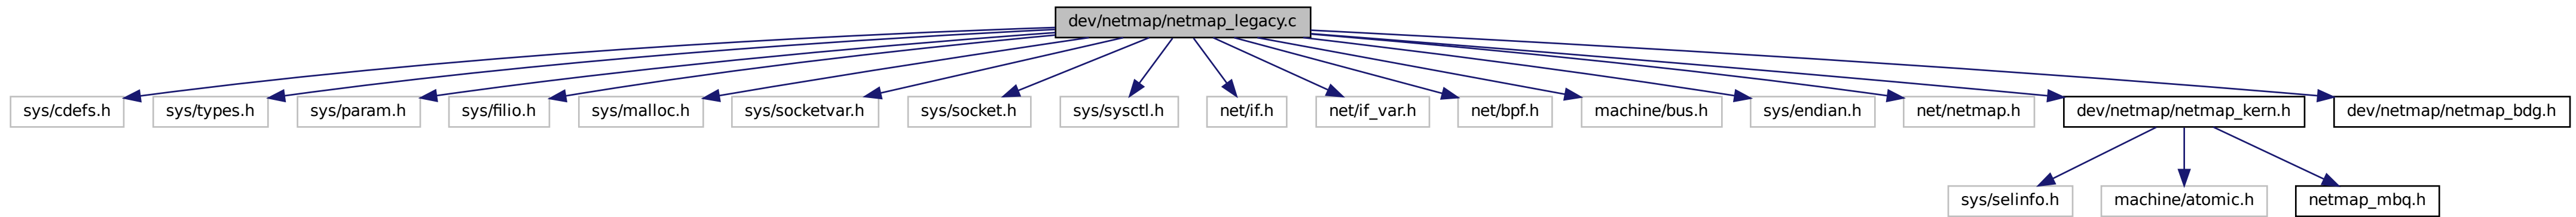 dev/netmap/netmap_legacy.c
sys/cdefs.h
sys/types.h
sys/param.h
sys/filio.h
sys/malloc.h
sys/socketvar.h
sys/socket.h
sys/sysctl.h
net/if.h
net/if_var.h
net/bpf.h
machine/bus.h
sys/endian.h
net/netmap.h
dev/netmap/netmap_kern.h
dev/netmap/netmap_bdg.h
sys/selinfo.h
machine/atomic.h
netmap_mbq.h